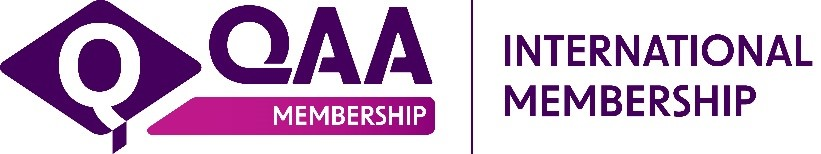 Q
QAA
MEMBERSHIP
INTERNATIONAL
MEMBERSHIP